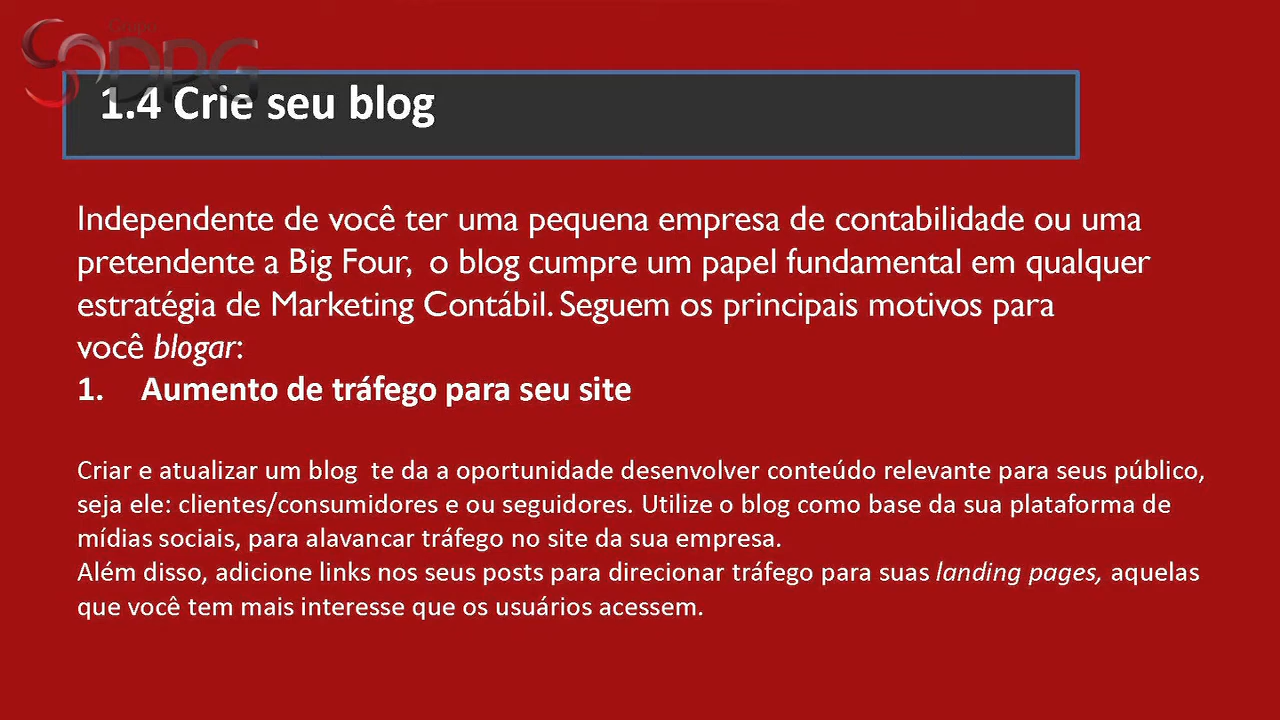 Grupo
DPG
1.4 Crie seu blog
Independente de você ter uma pequena empresa de contabilidade ou uma
pretendente a Big Four,  o blog cumpre um papel fundamental em qualquer
estratégia de Marketing Contábil. Seguem os principais motivos para
você blogar:
1. Aumento de tráfego para seu site
Criar e atualizar um blog  te da a oportunidade desenvolver conteúdo relevante para seus público,
seja ele: clientes/consumidores e ou seguidores. Utilize o blog como base da sua plataforma de
mídias sociais, para alavancar tráfego no site da sua empresa.
Além disso, adicione links nos seus posts para direcionar tráfego para suas landing pages, aquelas
que você tem mais interesse que os usuários acessem.